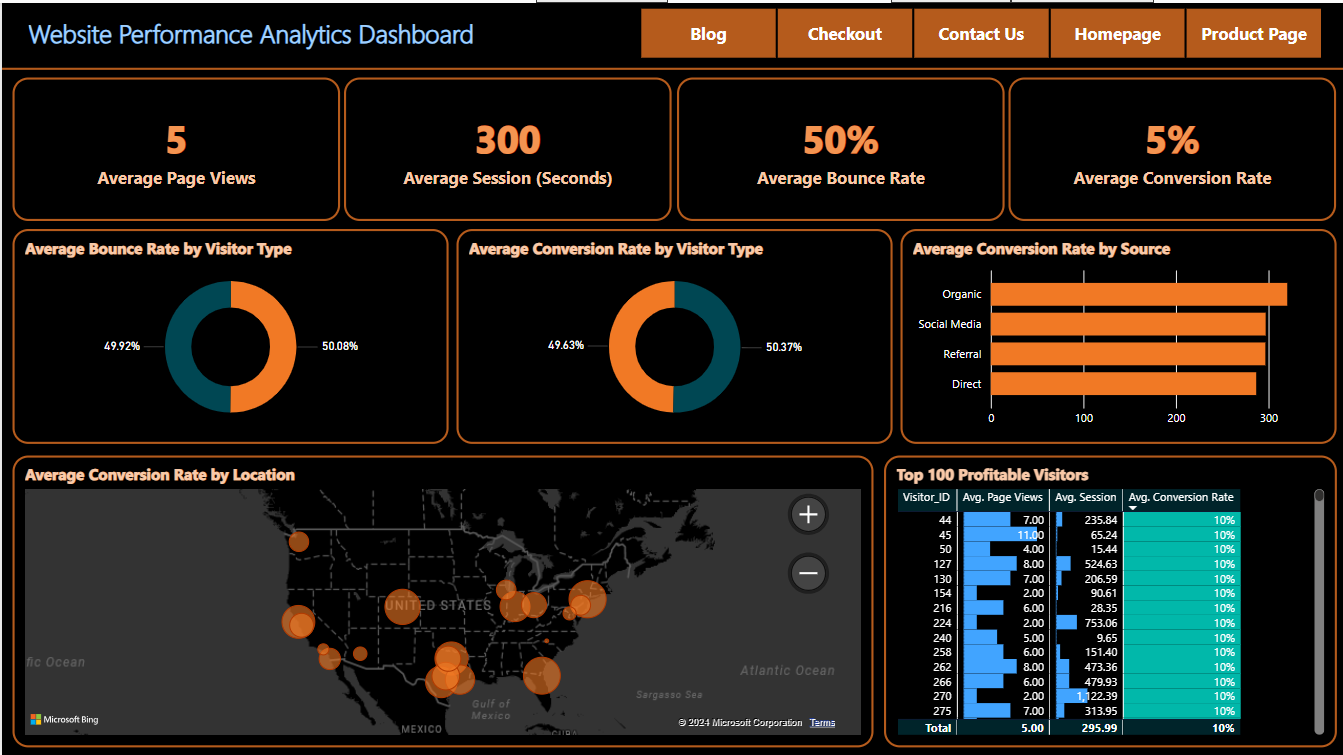 Website Performance Analytics Dashboard
Blog
Checkout
Contact Us
Homepage
Product Page
5
Average Page Views
300
Average Session (Seconds)
50%
Average Bounce Rate
5%
Average Conversion Rate
Average Bounce Rate by Visitor Type
49.92%
50.08%
Average Conversion Rate by Visitor Type
49.63%
50.37%
Average Conversion Rate by Source
Organic
Social Media
Referral
Direct
0 100 200 300
Average Conversion Rate by Location
UNITED STATES
fic Ocean
Atlantic Ocean
Sargasso Sea
Gulf of
Mexico
MEXICO
CUBA
Microsoft Bing
© 2024 Microsoft Corporation Terms
Top 100 Profitable Visitors
Visitor_ID Avg. Page Views Avg. Session Avg. Conversion Rate
44 7.00 235.84 10%
45 11.00 65.24 10%
50 4.00 15.44 10%
127 8.00 524.63 10%
130 7.00 206.59 10%
154 2.00 90.61 10%
216 6.00 28.35 10%
224 2.00 753.06 10%
240 5.00 9.65 10%
258 6.00 151.40 10%
262 8.00 473.36 10%
266 6.00 479.93 10%
270 2.00 1,122.39 10%
275 7.00 313.95 10%
Total 5.00 295.99 10%